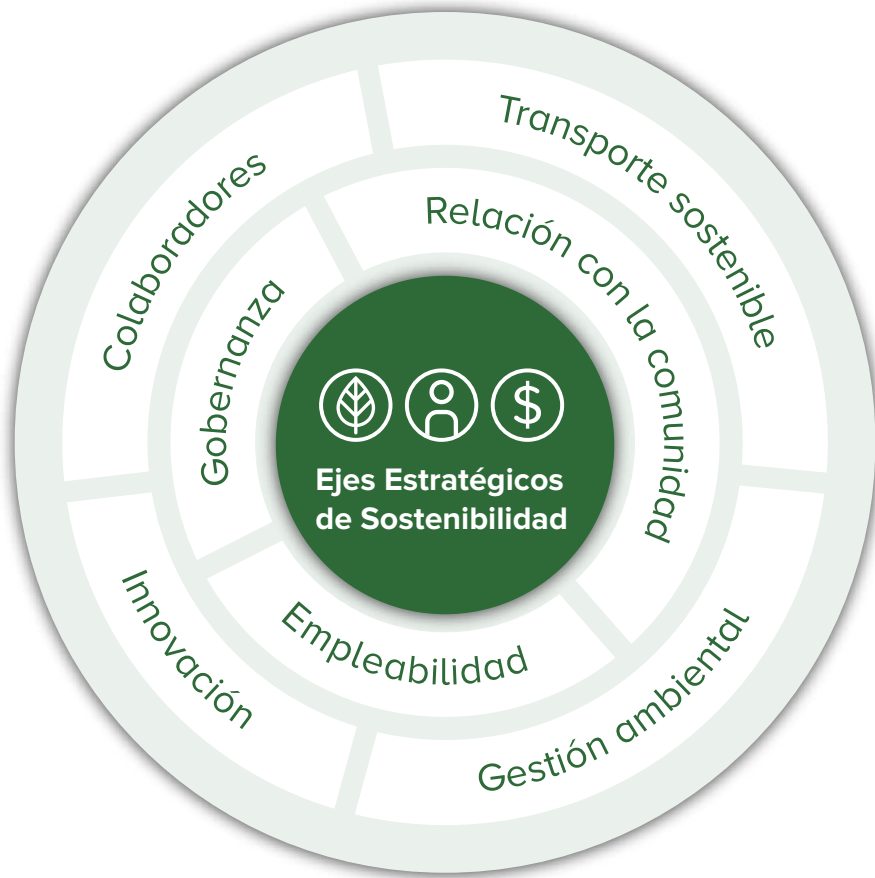 Transporte sostenible
Colaboradores
Relación con la comunidad
Gobernanza
$
Ejes Estratégicos
de Sostenibilidad
Innovación
Empleabilidad
Gestión ambiental